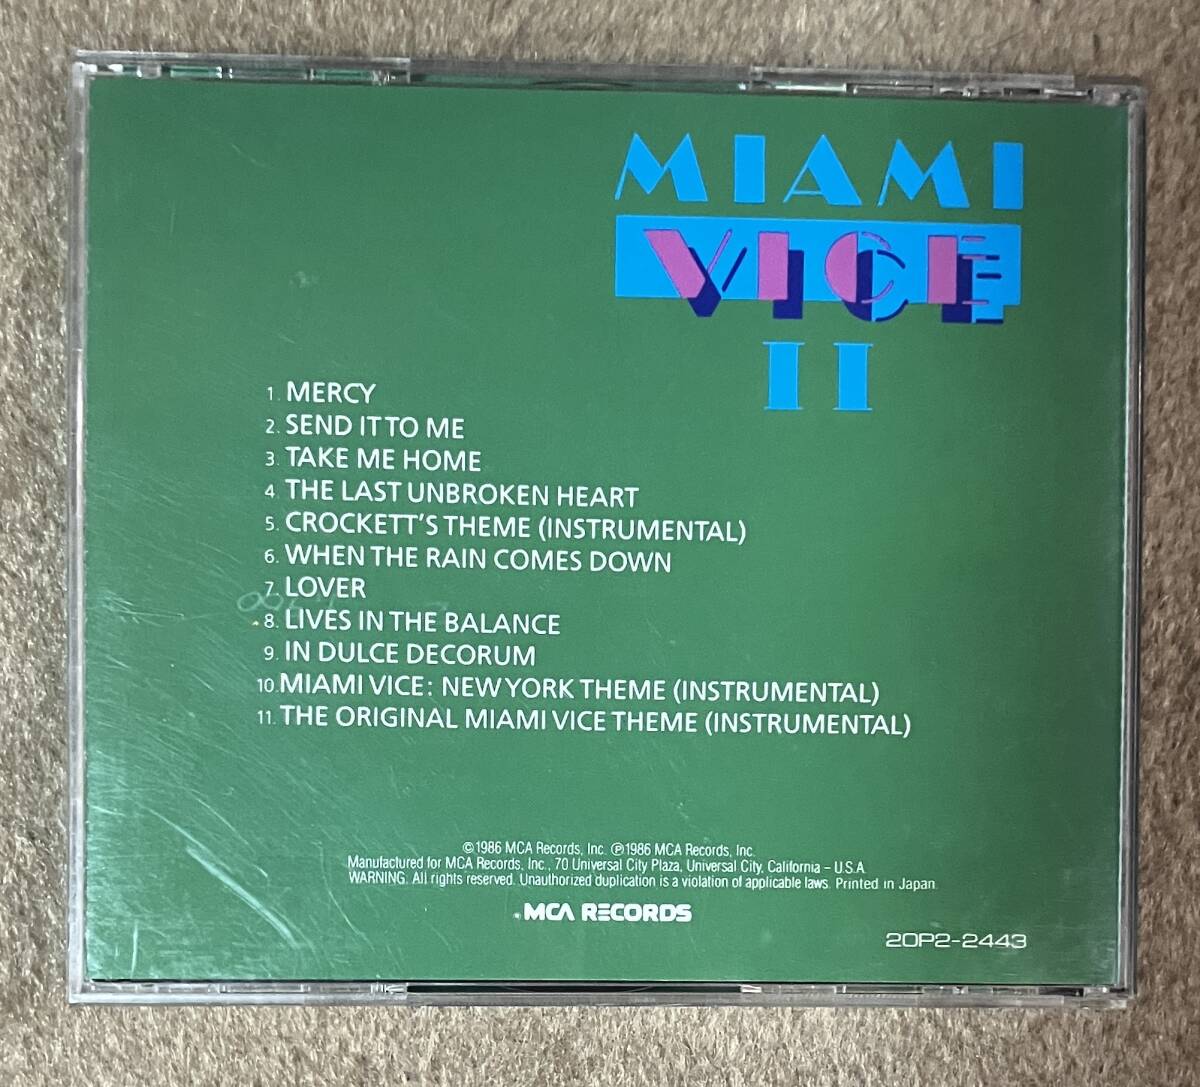 MIAMI
VICE
II
1. MERCY
2. SEND IT TO ME
3. TAKE ME HOME
4. THE LAST UNBROKEN HEART
5. CROCKETT'S THEME (INSTRUMENTAL)
6. WHEN THE RAIN COMES DOWN
7. LOVER
8. LIVES IN THE BALANCE
9. IN DULCE DECORUM
10. MIAMI VICE: NEW YORK THEME (INSTRUMENTAL)
11. THE ORIGINAL MIAMI VICE THEME (INSTRUMENTAL)
©1986 MCA Records, Inc. ℗1986 MCA Records, Inc.
Manufactured for MCA Records, Inc., 70 Universal City Plaza, Universal City, California – U.S.A.
WARNING: All rights reserved. Unauthorized duplication is a violation of applicable laws. Printed in Japan.
MCA RECORDS
20P2-2443